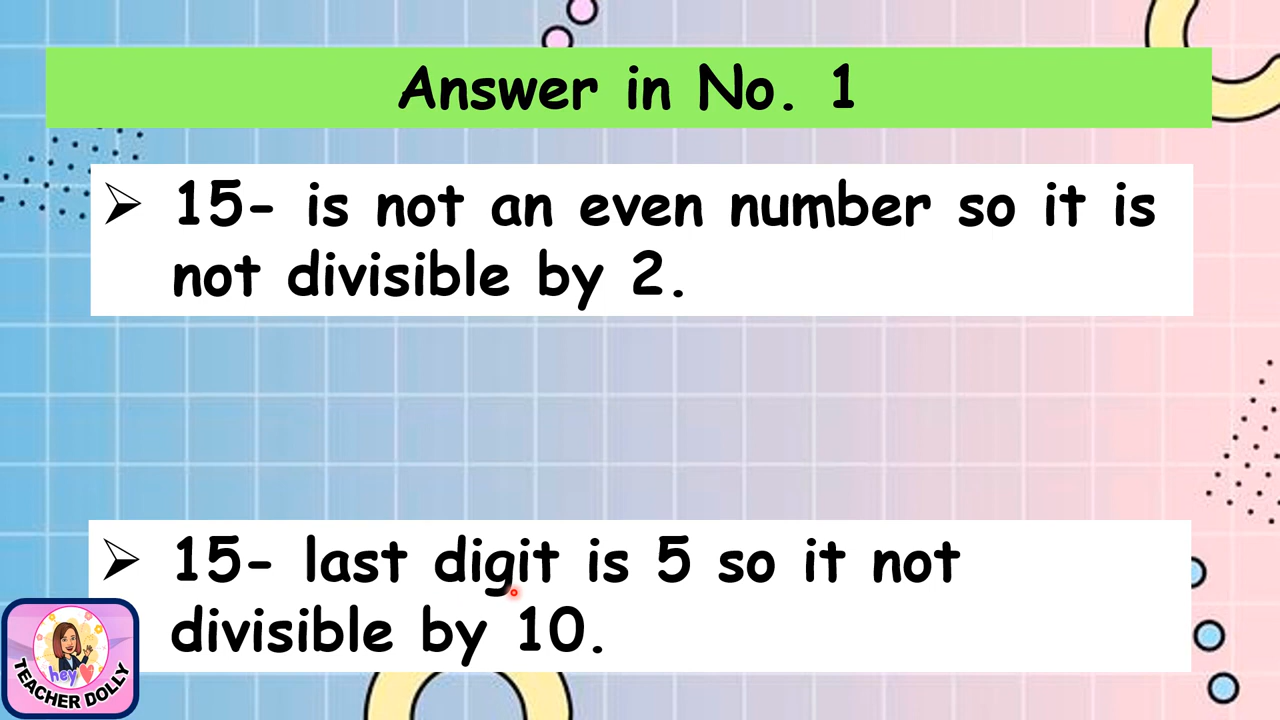 Answer in No. 1
➢ 15- is not an even number so it is
not divisible by 2.
➢ 15- last digit is 5 so it not
divisible by 10.
hey
TEACHER DOLLY